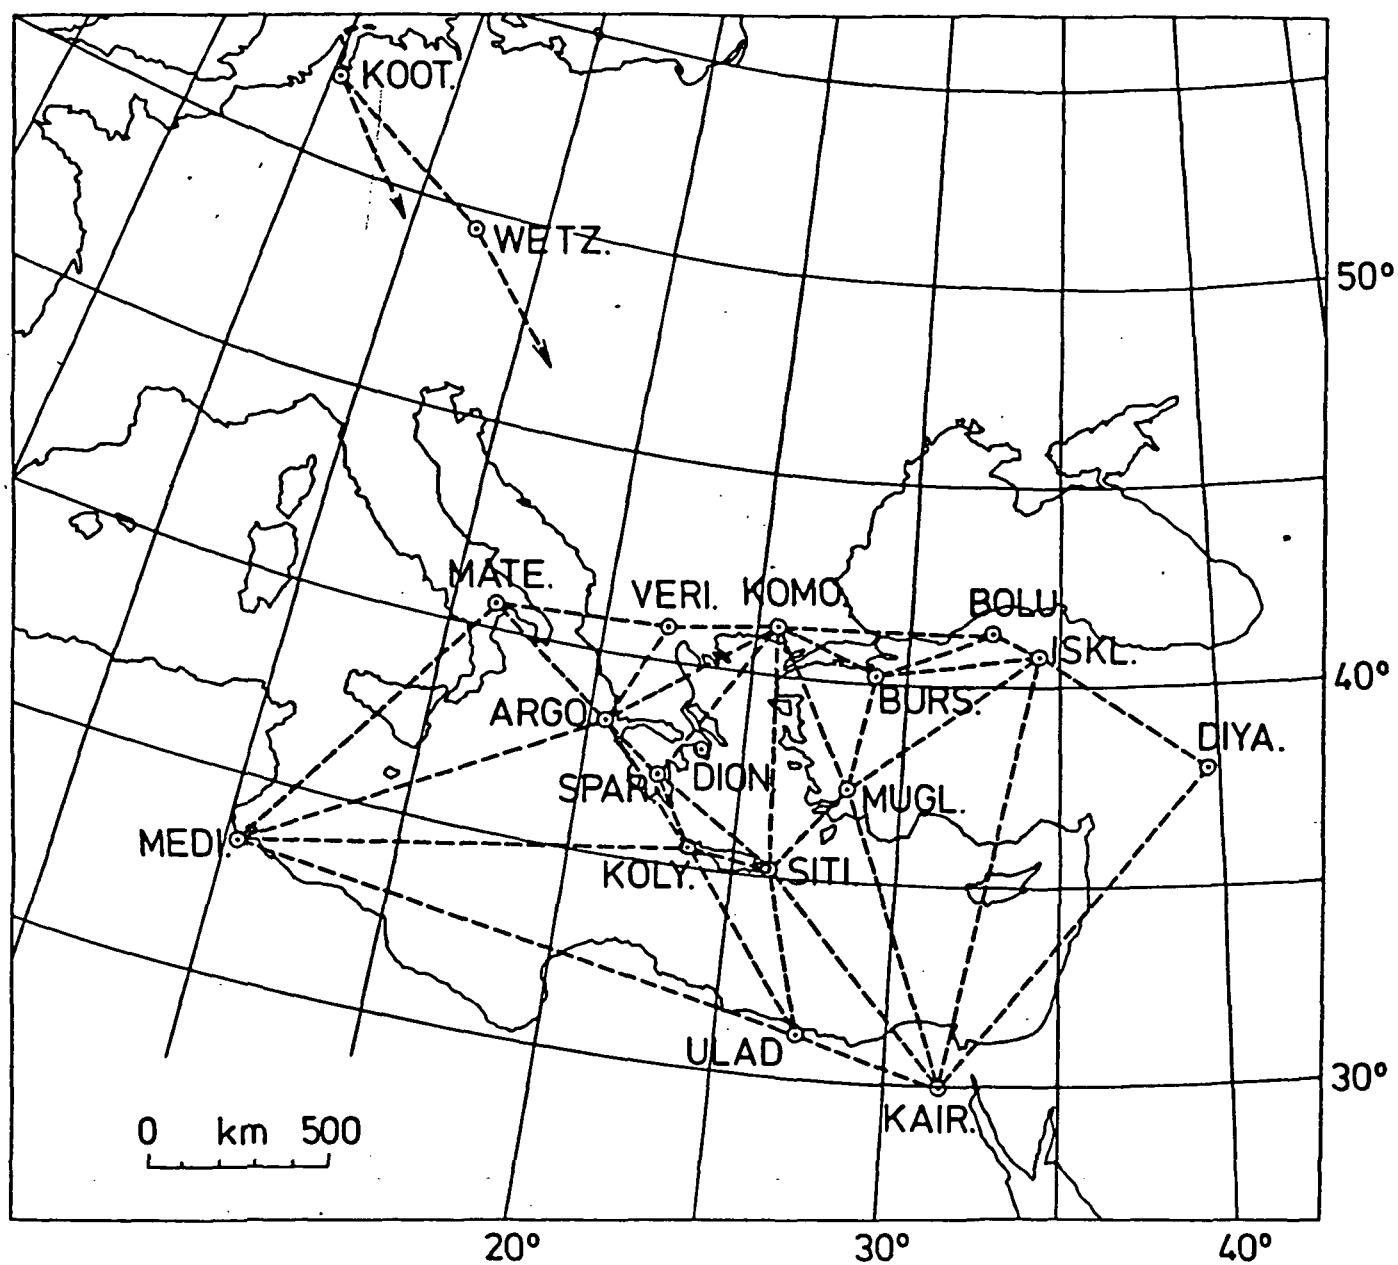 KOOT.
WETZ.
50°
MATE.
VERI. KOMO.
BOLU
ISKL.
40°
BURS.
ARGO
DIYA.
SPAR. DION.
MUGL.
MEDI.
KOLY. SITI
ULAD
30°
KAIR.
0 km 500
20° 30° 40°